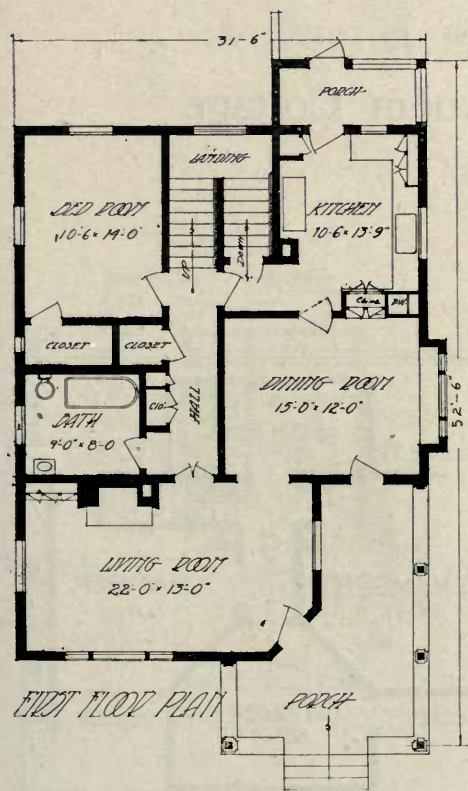 31'-6"
PORCH
LANDING
BED ROOM
10'-6" × 14'-0"
KITCHEN
10'-6" × 13'-9"
UP
DOWN
China
B.W.
CLOSET
CLOSET
DINING ROOM
15'-0" × 12'-0"
52'-6"
HALL
Clo.
BATH
9'-0" × 8'-0"
LIVING ROOM
22'-0" × 13'-0"
FIRST FLOOR PLAN
PORCH